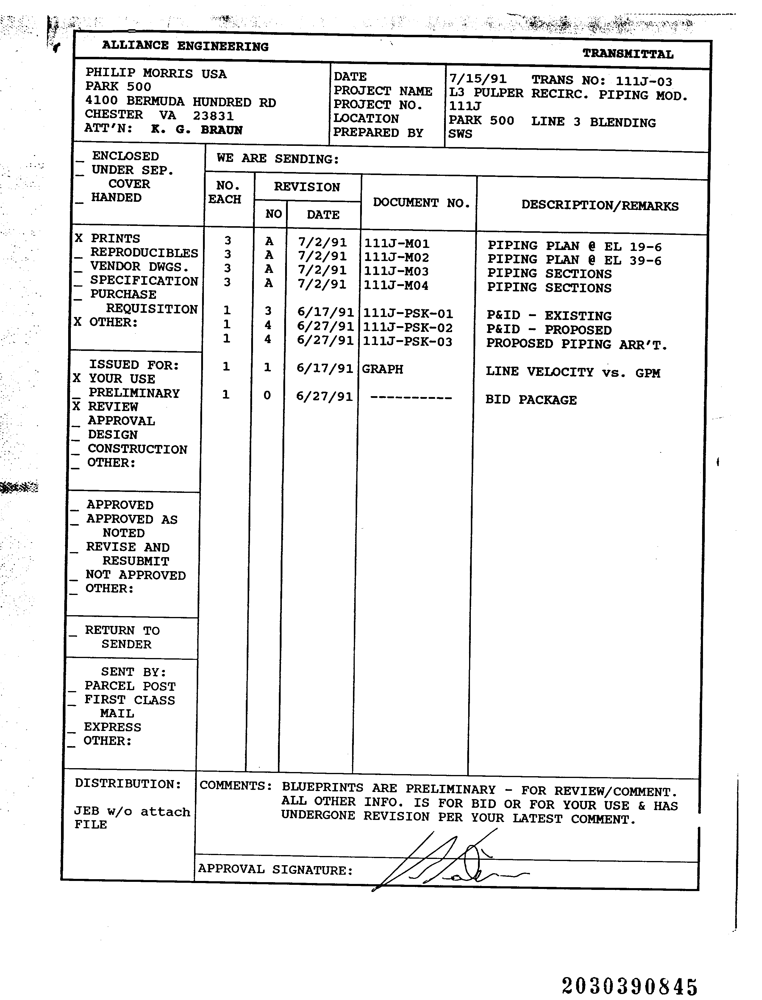 ALLIANCE ENGINEERING TRANSMITTAL
PHILIP MORRIS USA
PARK 500
4100 BERMUDA HUNDRED RD
CHESTER VA 23831
ATT'N: K. G. BRAUN
DATE 7/15/91 TRANS NO: 111J-03
PROJECT NAME L3 PULPER RECIRC. PIPING MOD.
PROJECT NO. 111J
LOCATION PARK 500 LINE 3 BLENDING
PREPARED BY SWS
_ ENCLOSED
_ UNDER SEP.
COVER
_ HANDED
WE ARE SENDING:
NO. EACH
REVISION
NO DATE
DOCUMENT NO.
DESCRIPTION/REMARKS
X PRINTS
_ REPRODUCIBLES
_ VENDOR DWGS.
_ SPECIFICATION
_ PURCHASE
REQUISITION
X OTHER:
3 A 7/2/91 111J-M01 PIPING PLAN @ EL 19-6
3 A 7/2/91 111J-M02 PIPING PLAN @ EL 39-6
3 A 7/2/91 111J-M03 PIPING SECTIONS
3 A 7/2/91 111J-M04 PIPING SECTIONS
1 3 6/17/91 111J-PSK-01 P&ID - EXISTING
1 4 6/27/91 111J-PSK-02 P&ID - PROPOSED
1 4 6/27/91 111J-PSK-03 PROPOSED PIPING ARR'T.
1 1 6/17/91 GRAPH LINE VELOCITY vs. GPM
1 0 6/27/91 ---------- BID PACKAGE
ISSUED FOR:
X YOUR USE
_ PRELIMINARY
X REVIEW
_ APPROVAL
_ DESIGN
_ CONSTRUCTION
_ OTHER:
_ APPROVED
_ APPROVED AS
NOTED
_ REVISE AND
RESUBMIT
_ NOT APPROVED
_ OTHER:
_ RETURN TO
SENDER
SENT BY:
_ PARCEL POST
_ FIRST CLASS
MAIL
_ EXPRESS
_ OTHER:
DISTRIBUTION:
JEB w/o attach
FILE
COMMENTS: BLUEPRINTS ARE PRELIMINARY - FOR REVIEW/COMMENT.
ALL OTHER INFO. IS FOR BID OR FOR YOUR USE & HAS
UNDERGONE REVISION PER YOUR LATEST COMMENT.
APPROVAL SIGNATURE:
2030390845